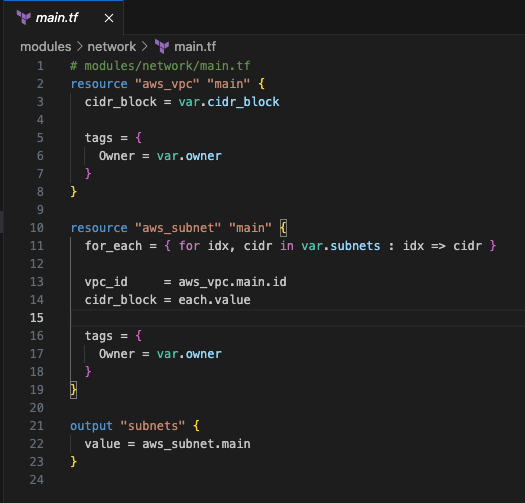 main.tf ×
modules > network > main.tf
1 # modules/network/main.tf
2 resource "aws_vpc" "main" {
3 cidr_block = var.cidr_block
4
5 tags = {
6 Owner = var.owner
7 }
8 }
9
10 resource "aws_subnet" "main" {
11 for_each = { for idx, cidr in var.subnets : idx => cidr }
12
13 vpc_id     = aws_vpc.main.id
14 cidr_block = each.value
15
16 tags = {
17 Owner = var.owner
18 }
19 }
20
21 output "subnets" {
22 value = aws_subnet.main
23 }
24